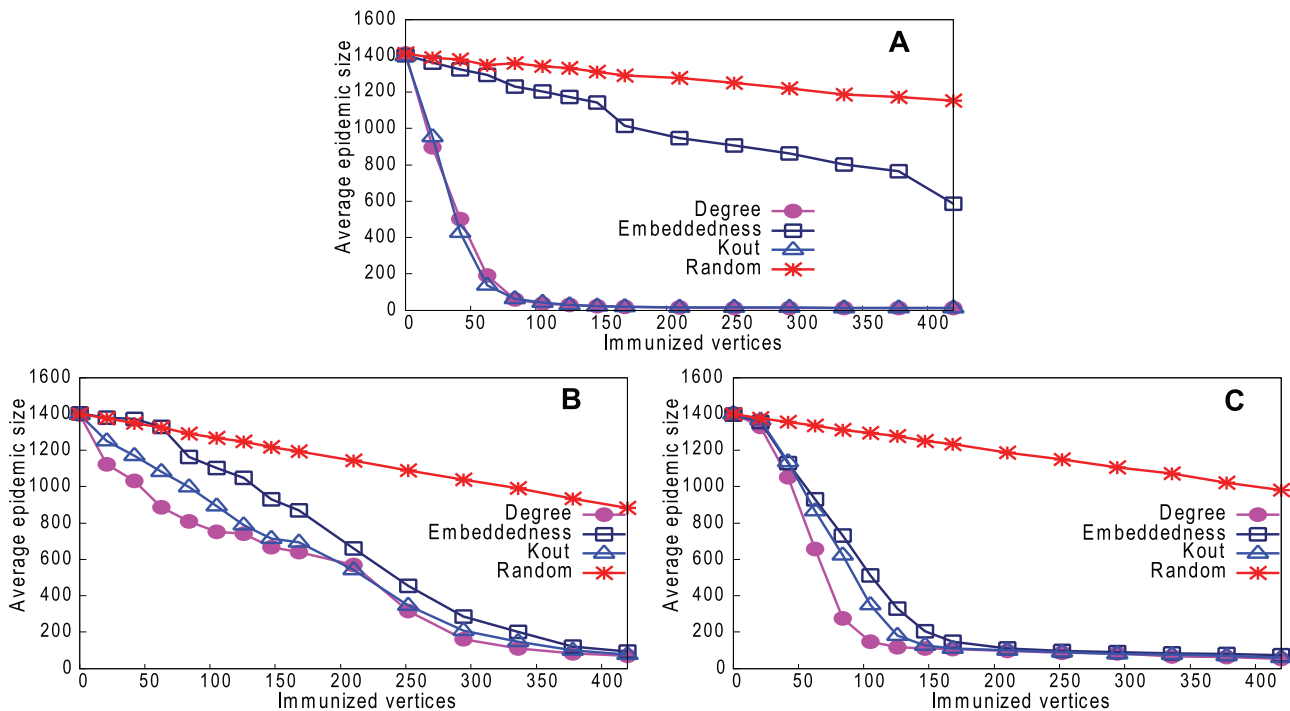 A
1600
1400
1200
1000
800
600
400
200
0
Average epidemic size
Degree
Embeddedness
Kout
Random
0 50 100 150 200 250 300 350 400
Immunized vertices
B
1600
1400
1200
1000
800
600
400
200
0
Average epidemic size
Degree
Embeddedness
Kout
Random
0 50 100 150 200 250 300 350 400
Immunized vertices
C
1600
1400
1200
1000
800
600
400
200
0
Average epidemic size
Degree
Embeddedness
Kout
Random
0 50 100 150 200 250 300 350 400
Immunized vertices